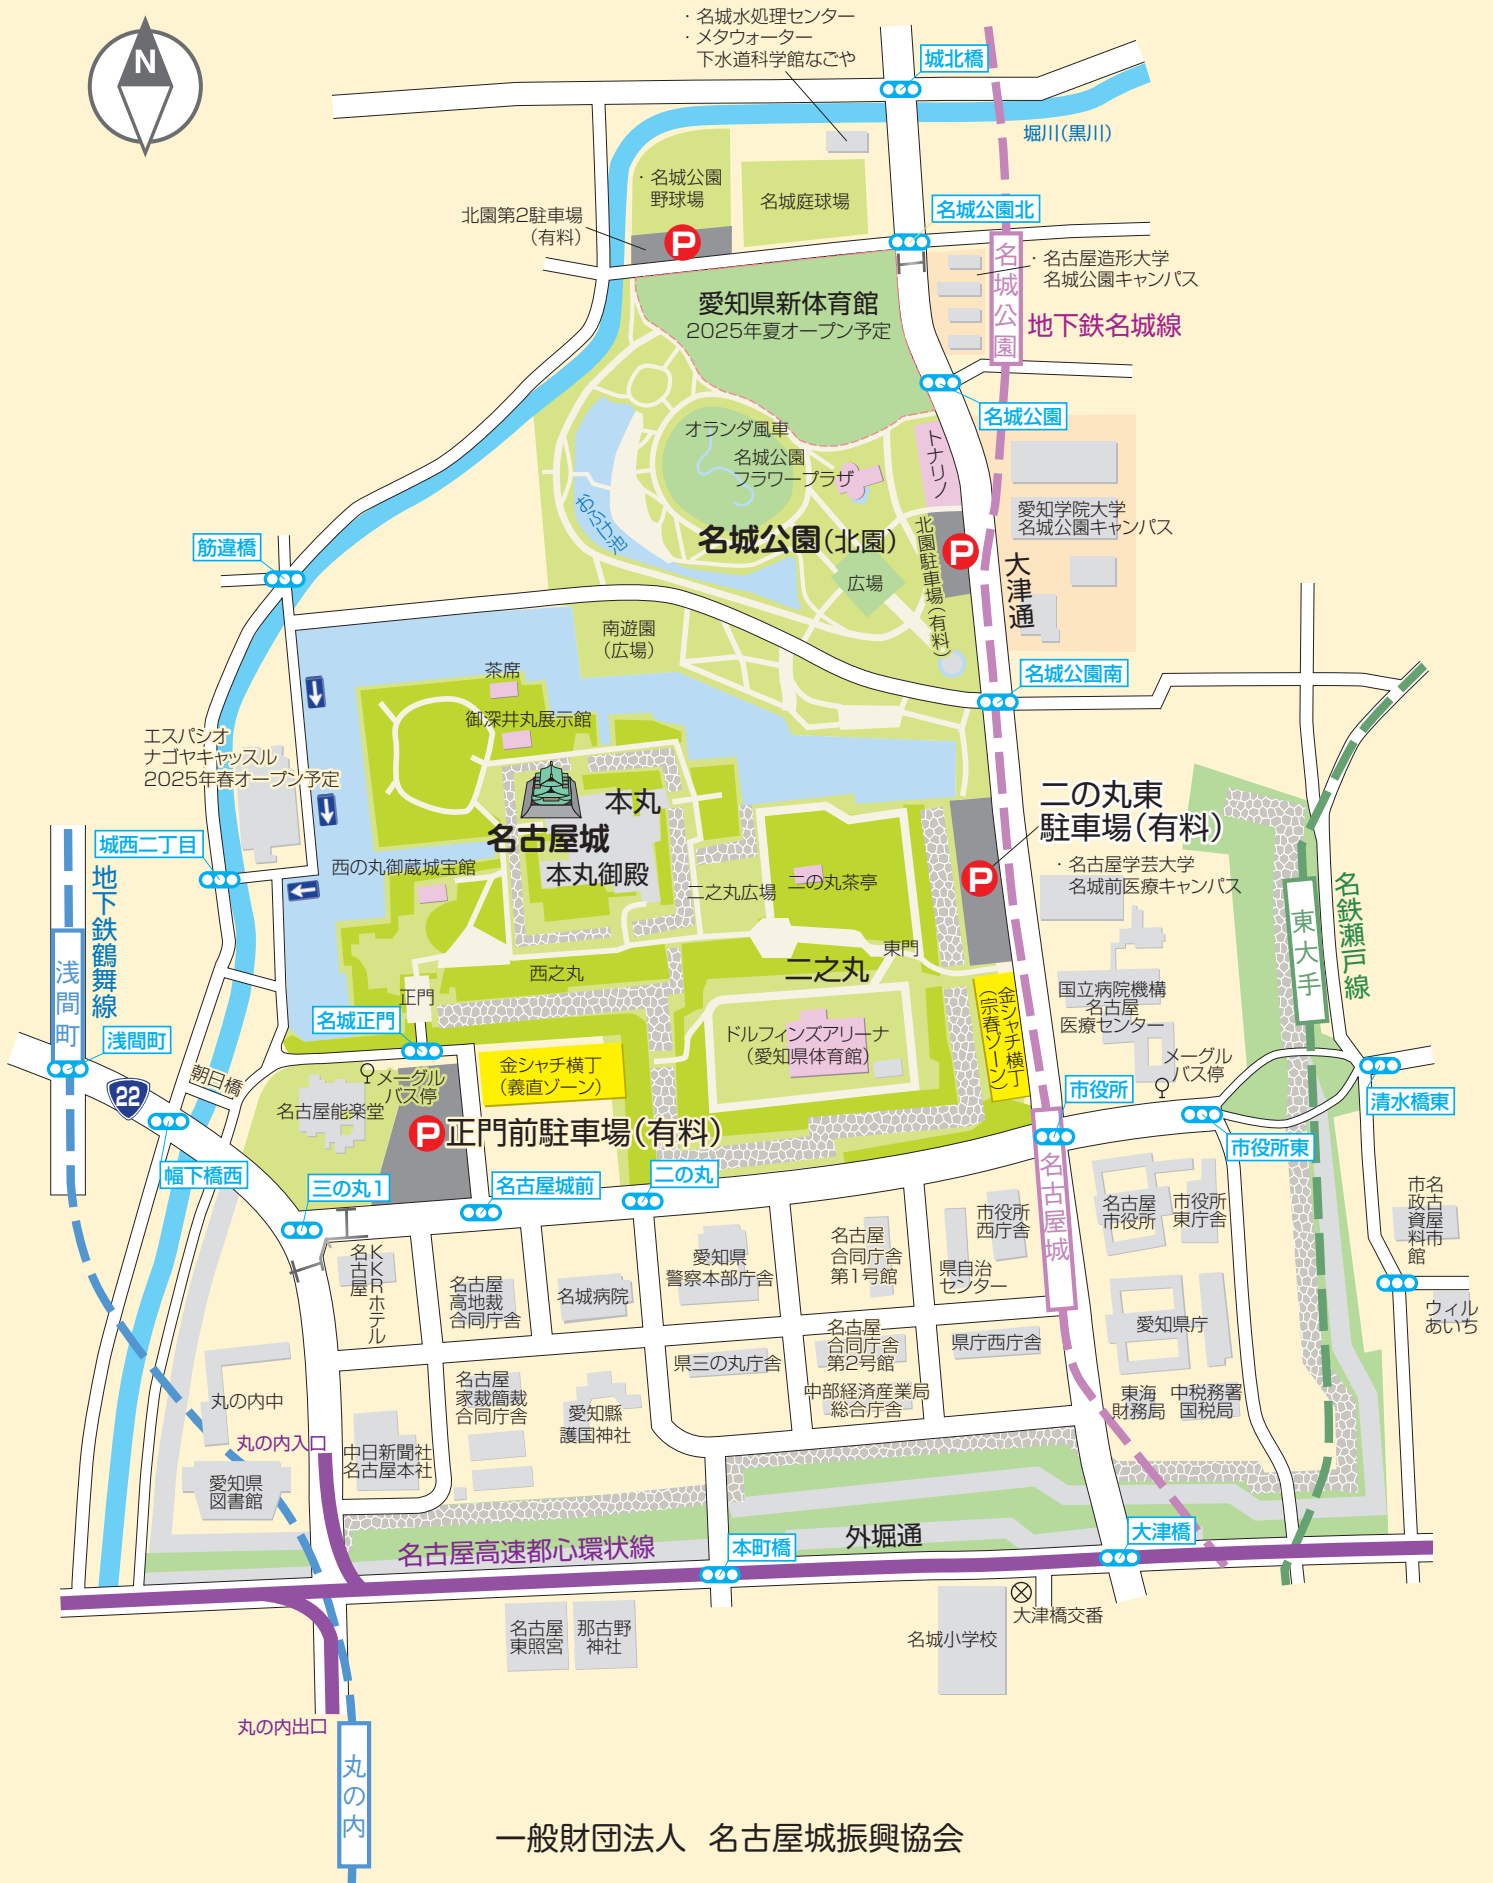 N
・名城水処理センター
・メタウォーター
下水道科学館なごや
城北橋
堀川(黒川)
・名城公園
野球場
名城庭球場
北園第2駐車場
(有料)
P
名城公園北
名城公園
・名古屋造形大学
名城公園キャンパス
地下鉄名城線
愛知県新体育館
2025年夏オープン予定
名城公園
オランダ風車
名城公園
フラワープラザ
トナリノ
愛知学院大学
名城公園キャンパス
おふけ池
名城公園(北園)
北園駐車場(有料)
P
広場
大津通
筋違橋
南遊園
(広場)
名城公園南
茶席
御深井丸展示館
エスパシオ
ナゴヤキャッスル
2025年春オープン予定
本丸
名古屋城
本丸御殿
西の丸御蔵城宝館
二之丸広場
二の丸茶亭
二の丸東
駐車場(有料)
P
・名古屋学芸大学
名城前医療キャンパス
城西二丁目
地下鉄鶴舞線
浅間町
浅間町
名鉄瀬戸線
東大手
東門
二之丸
西之丸
正門
名城正門
国立病院機構
名古屋
医療センター
金シャチ横丁
(宗春ゾーン)
ドルフィンズアリーナ
(愛知県体育館)
金シャチ横丁
(義直ゾーン)
メーグル
バス停
メーグル
バス停
朝日橋
22
名古屋能楽堂
P
正門前駐車場(有料)
市役所
清水橋東
市役所東
幅下橋西
三の丸1
名古屋城前
二の丸
名古屋城
名古屋
市役所
市役所
東庁舎
市役所
西庁舎
市政資料館
名古屋市
KKRホテル
名古屋
名古屋
高地裁
合同庁舎
名城病院
愛知県
警察本部庁舎
名古屋
合同庁舎
第1号館
県自治
センター
ウィル
あいち
愛知県庁
県三の丸庁舎
名古屋
合同庁舎
第2号館
県庁西庁舎
中部経済産業局
総合庁舎
東海
財務局
中税務署
国税局
丸の内中
名古屋
家裁簡裁
合同庁舎
愛知縣
護国神社
丸の内入口
中日新聞社
名古屋本社
愛知県
図書館
名古屋高速都心環状線
本町橋
外堀通
大津橋
大津橋交番
名古屋
東照宮
那古野
神社
名城小学校
丸の内出口
丸の内
一般財団法人 名古屋城振興協会